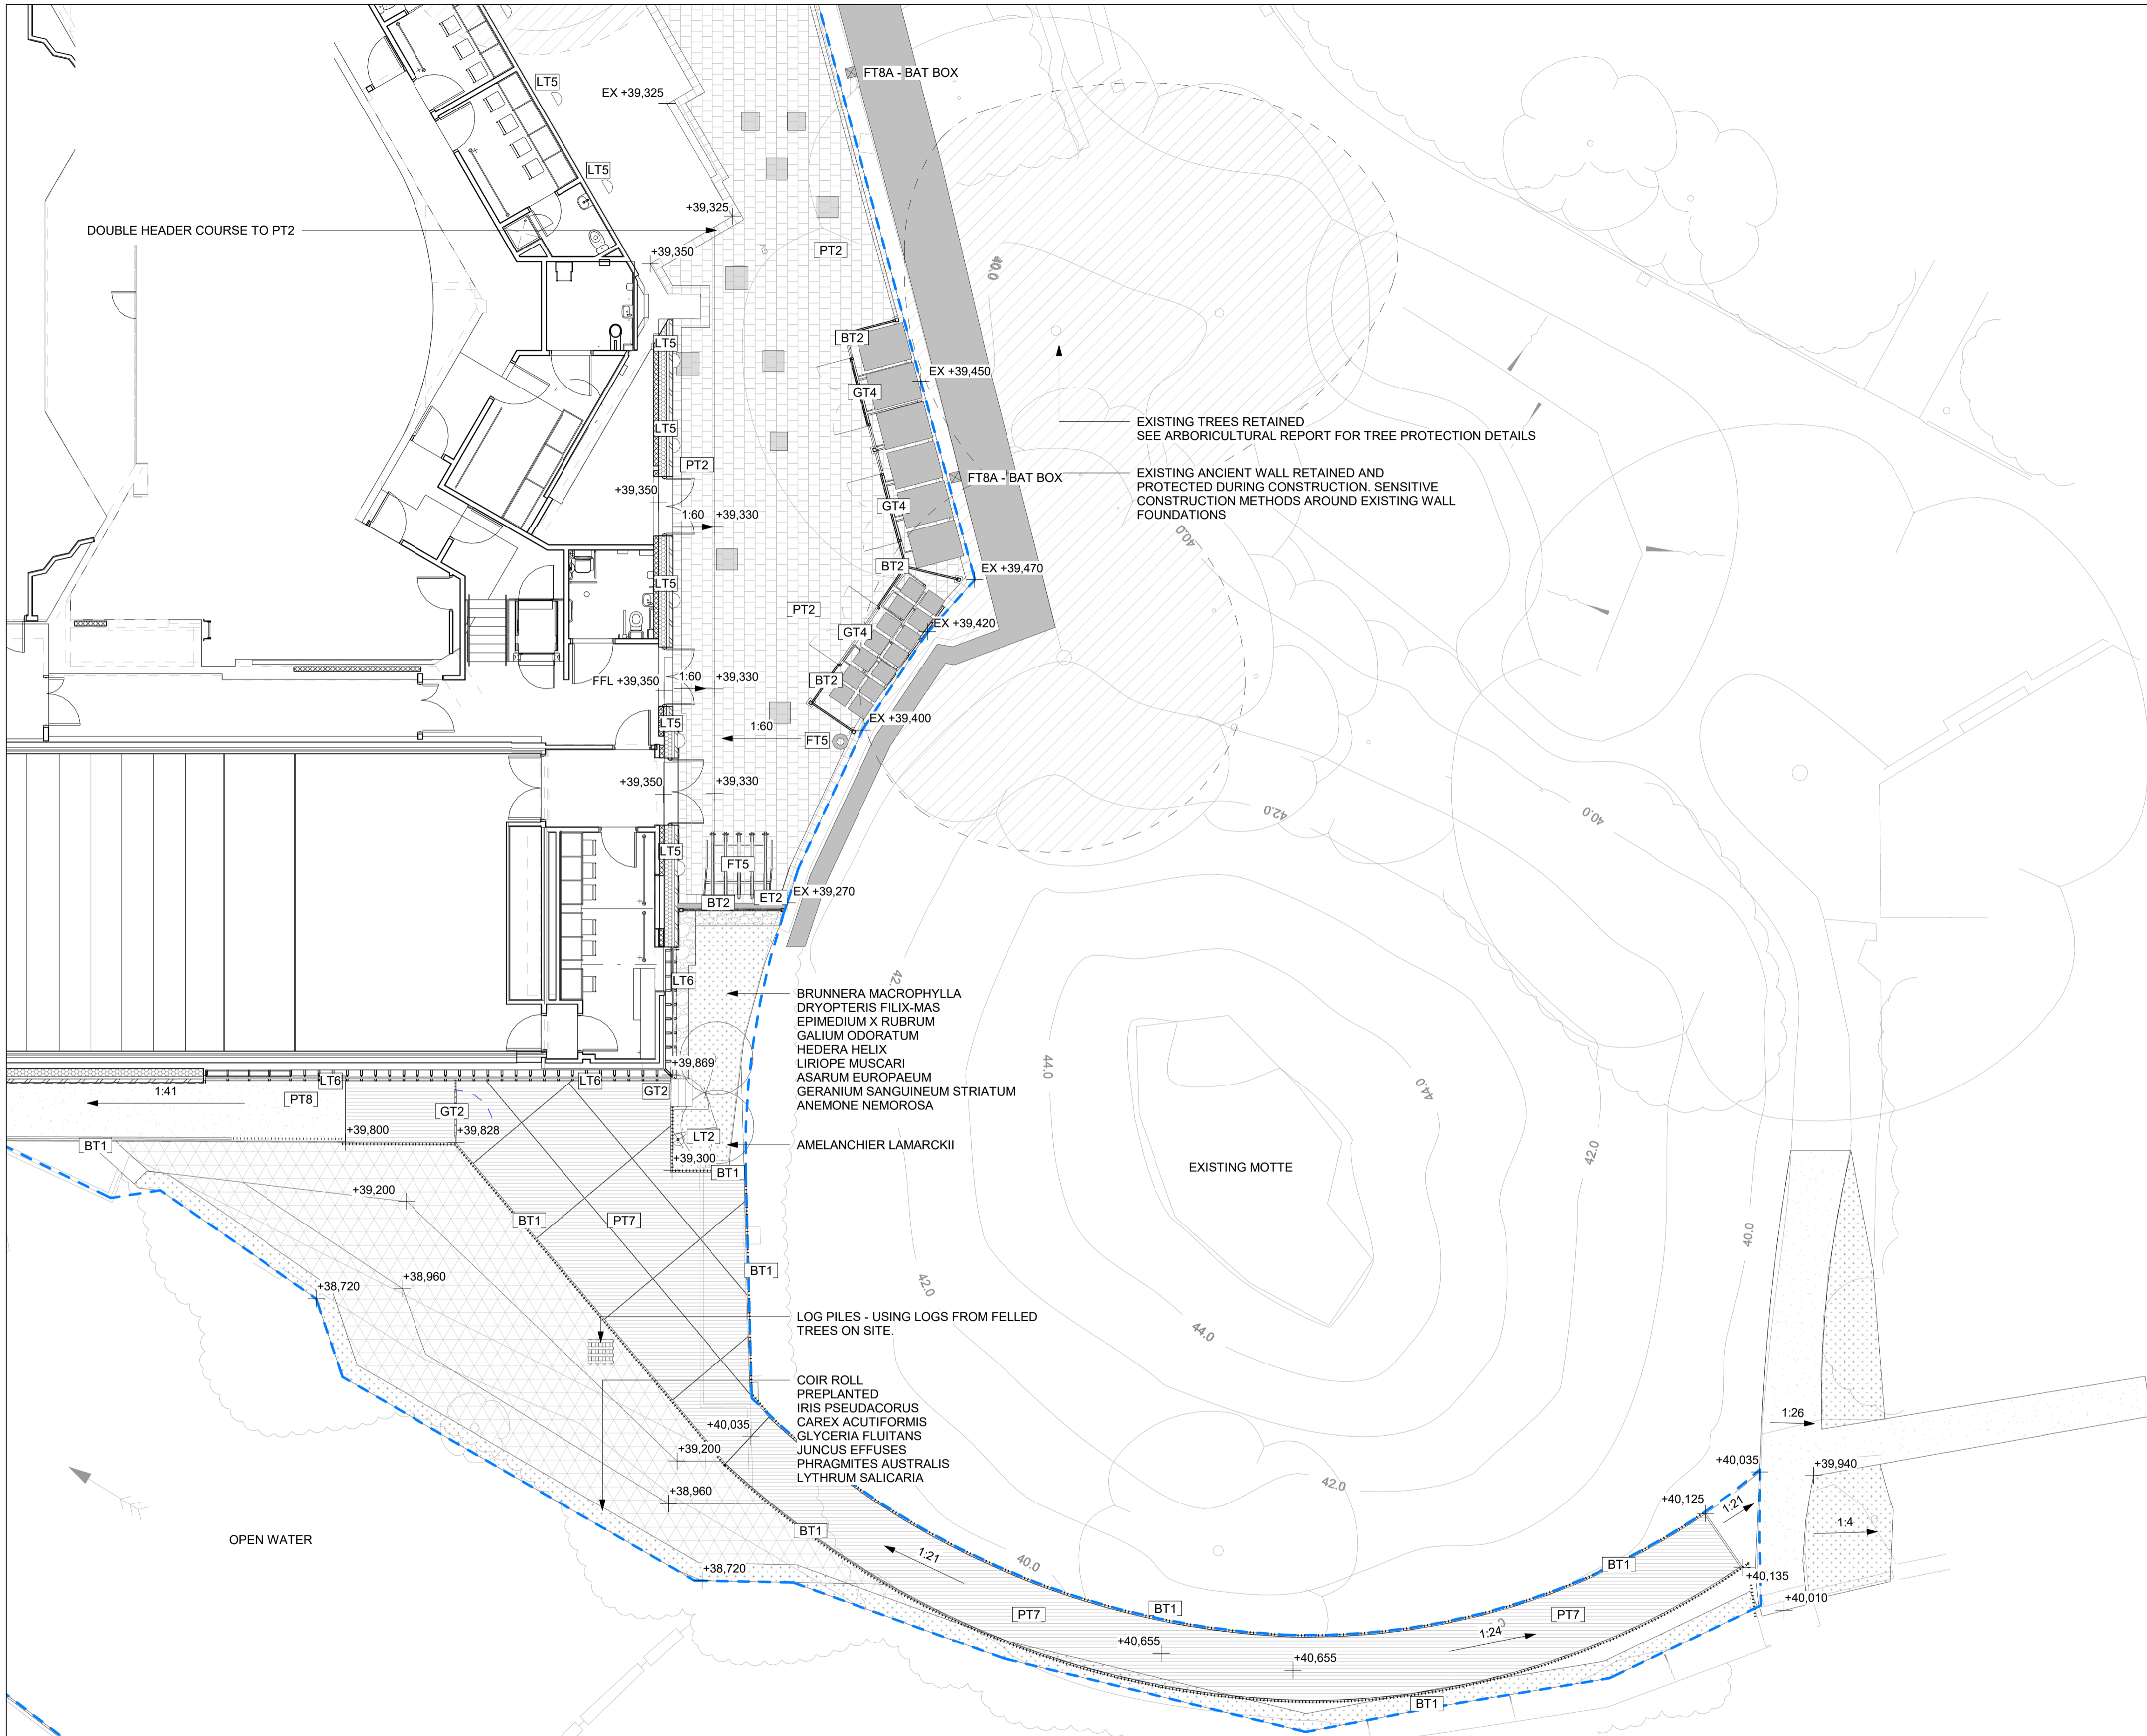 FT8A - BAT BOX
LT5
EX +39,325
LT5
+39,325
DOUBLE HEADER COURSE TO PT2
+39,350
PT2
40.0
BT2
LT5
EX +39,450
GT4
EXISTING TREES RETAINED
SEE ARBORICULTURAL REPORT FOR TREE PROTECTION DETAILS
LT5
PT2
FT8A - BAT BOX
EXISTING ANCIENT WALL RETAINED AND
PROTECTED DURING CONSTRUCTION. SENSITIVE
CONSTRUCTION METHODS AROUND EXISTING WALL
FOUNDATIONS
+39,350
GT4
1:60
+39,330
40.0
BT2
EX +39,470
LT5
PT2
EX +39,420
GT4
FFL +39,350
1:60
+39,330
BT2
LT5
EX +39,400
1:60
FT5
+39,350
+39,330
42.0
40.0
LT5
FT5
BT2
ET2
EX +39,270
42.0
LT6
BRUNNERA MACROPHYLLA
DRYOPTERIS FILIX-MAS
EPIMEDIUM X RUBRUM
GALIUM ODORATUM
HEDERA HELIX
LIRIOPE MUSCARI
ASARUM EUROPAEUM
GERANIUM SANGUINEUM STRIATUM
ANEMONE NEMOROSA
+39,869
44.0
44.0
LT6
LT6
GT2
1:41
PT8
GT2
+39,800
+39,828
LT2
AMELANCHIER LAMARCKII
BT1
+39,300
BT1
EXISTING MOTTE
42.0
+39,200
BT1
PT7
40.0
BT1
+38,960
+38,720
42.0
LOG PILES - USING LOGS FROM FELLED
TREES ON SITE.
44.0
COIR ROLL
PREPLANTED
IRIS PSEUDACORUS
CAREX ACUTIFORMIS
GLYCERIA FLUITANS
JUNCUS EFFUSES
PHRAGMITES AUSTRALIS
LYTHRUM SALICARIA
+40,035
+39,200
1:26
+40,035
+39,940
42.0
+38,960
+40,125
1:21
1:4
OPEN WATER
BT1
1:21
40.0
BT1
+38,720
+40,135
BT1
PT7
PT7
+40,010
1:24
+40,655
+40,655
BT1